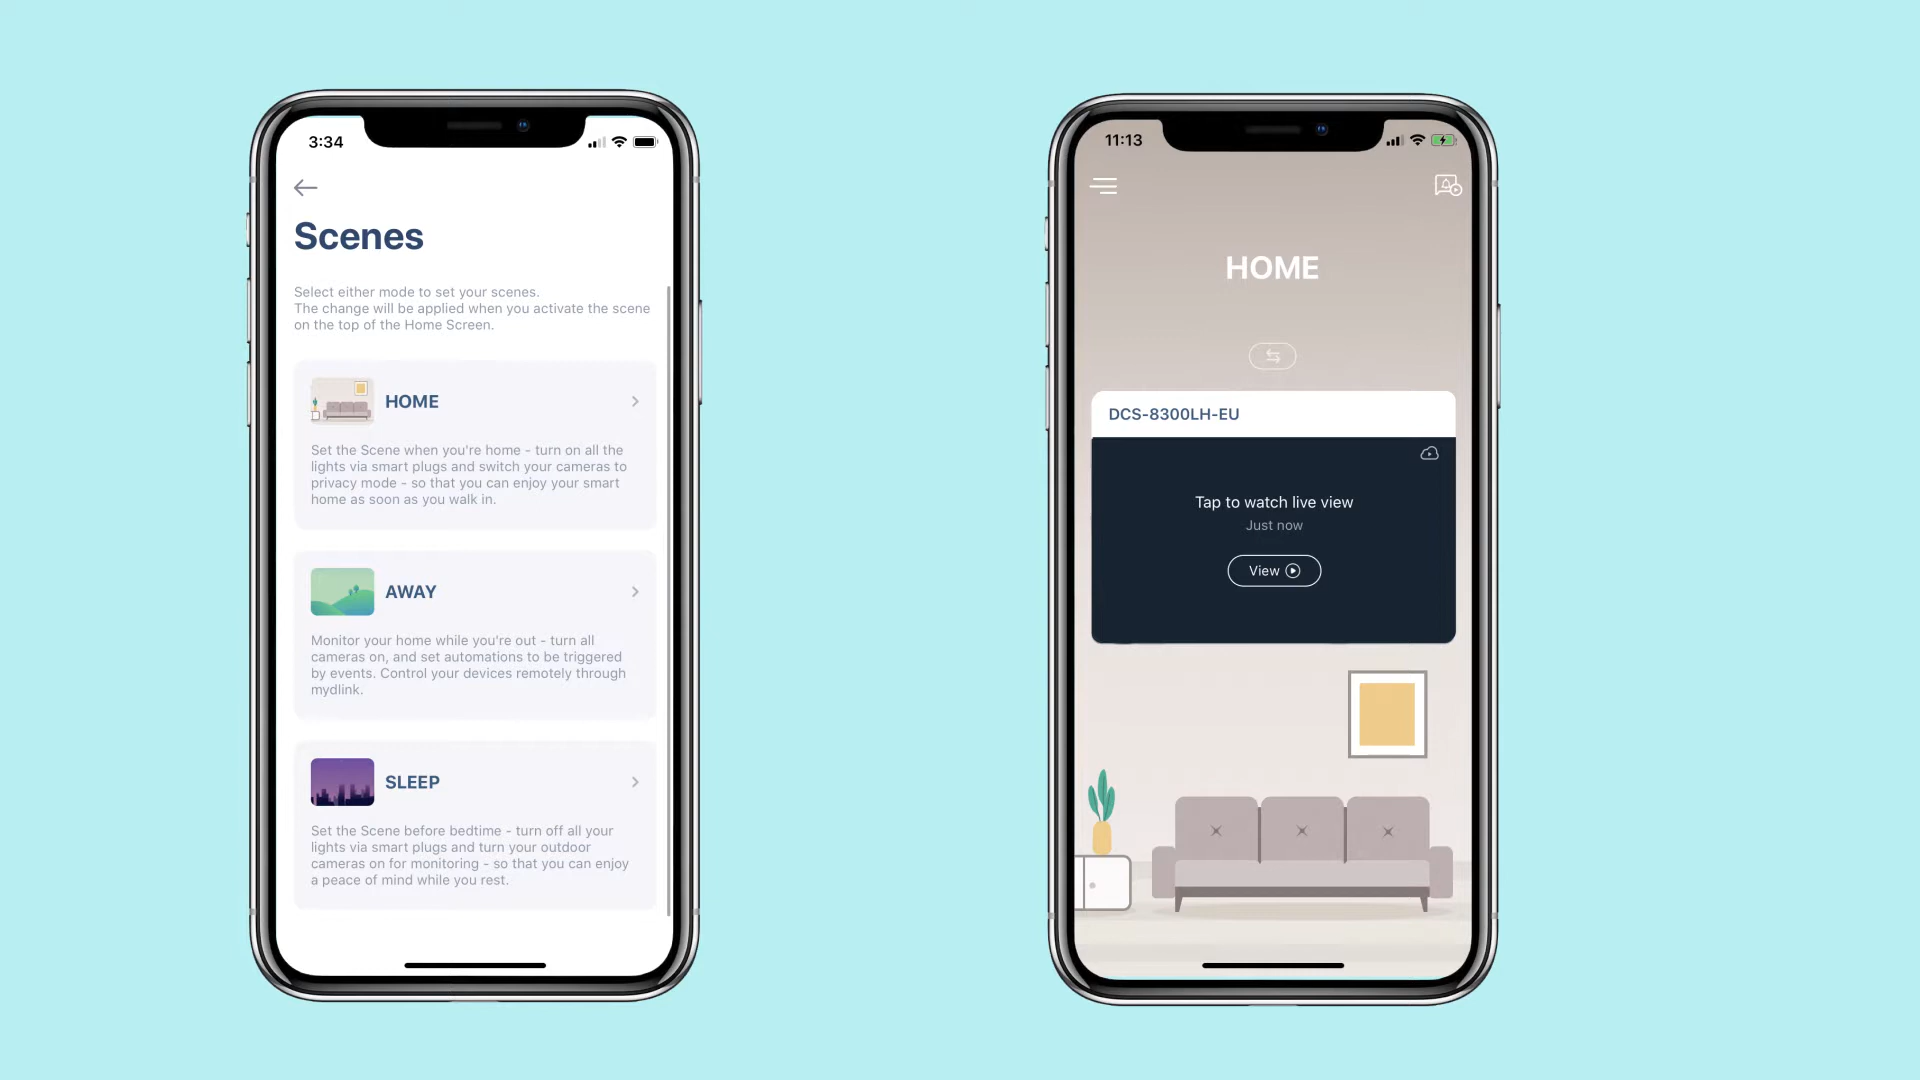 3:34
Scenes
Select either mode to set your scenes.
The change will be applied when you activate the scene
on the top of the Home Screen.
HOME
Set the Scene when you're home - turn on all the
lights via smart plugs and switch your cameras to
privacy mode - so that you can enjoy your smart
home as soon as you walk in.
AWAY
Monitor your home while you're out - turn all
cameras on, and set automations to be triggered
by events. Control your devices remotely through
mydlink.
SLEEP
Set the Scene before bedtime - turn off all your
lights via smart plugs and turn your outdoor
cameras on for monitoring - so that you can enjoy
a peace of mind while you rest.
11:13
HOME
DCS-8300LH-EU
Tap to watch live view
Just now
View